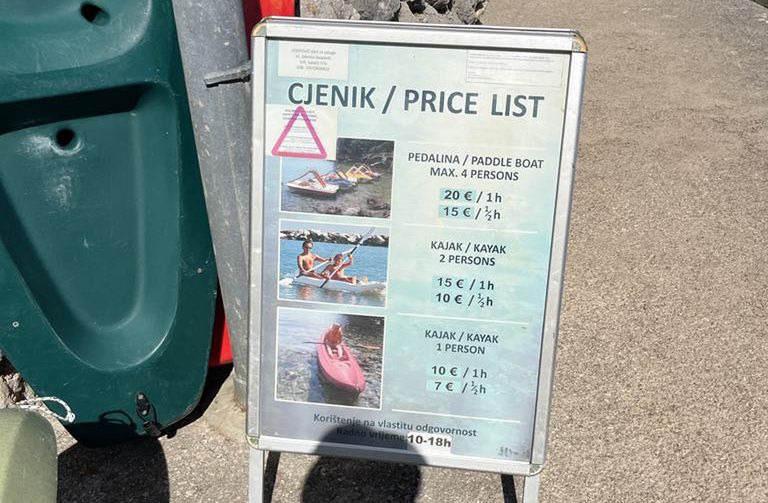 CJENIK / PRICE LIST
PEDALINA / PADDLE BOAT
MAX. 4 PERSONS
20 € / 1h
15 € / ½h
KAJAK / KAYAK
2 PERSONS
15 € / 1h
10 € / ½h
KAJAK / KAYAK
1 PERSON
10 € / 1h
7 € / ½h
Korištenje na vlastitu odgovornost
Radno vrijeme 10-18h